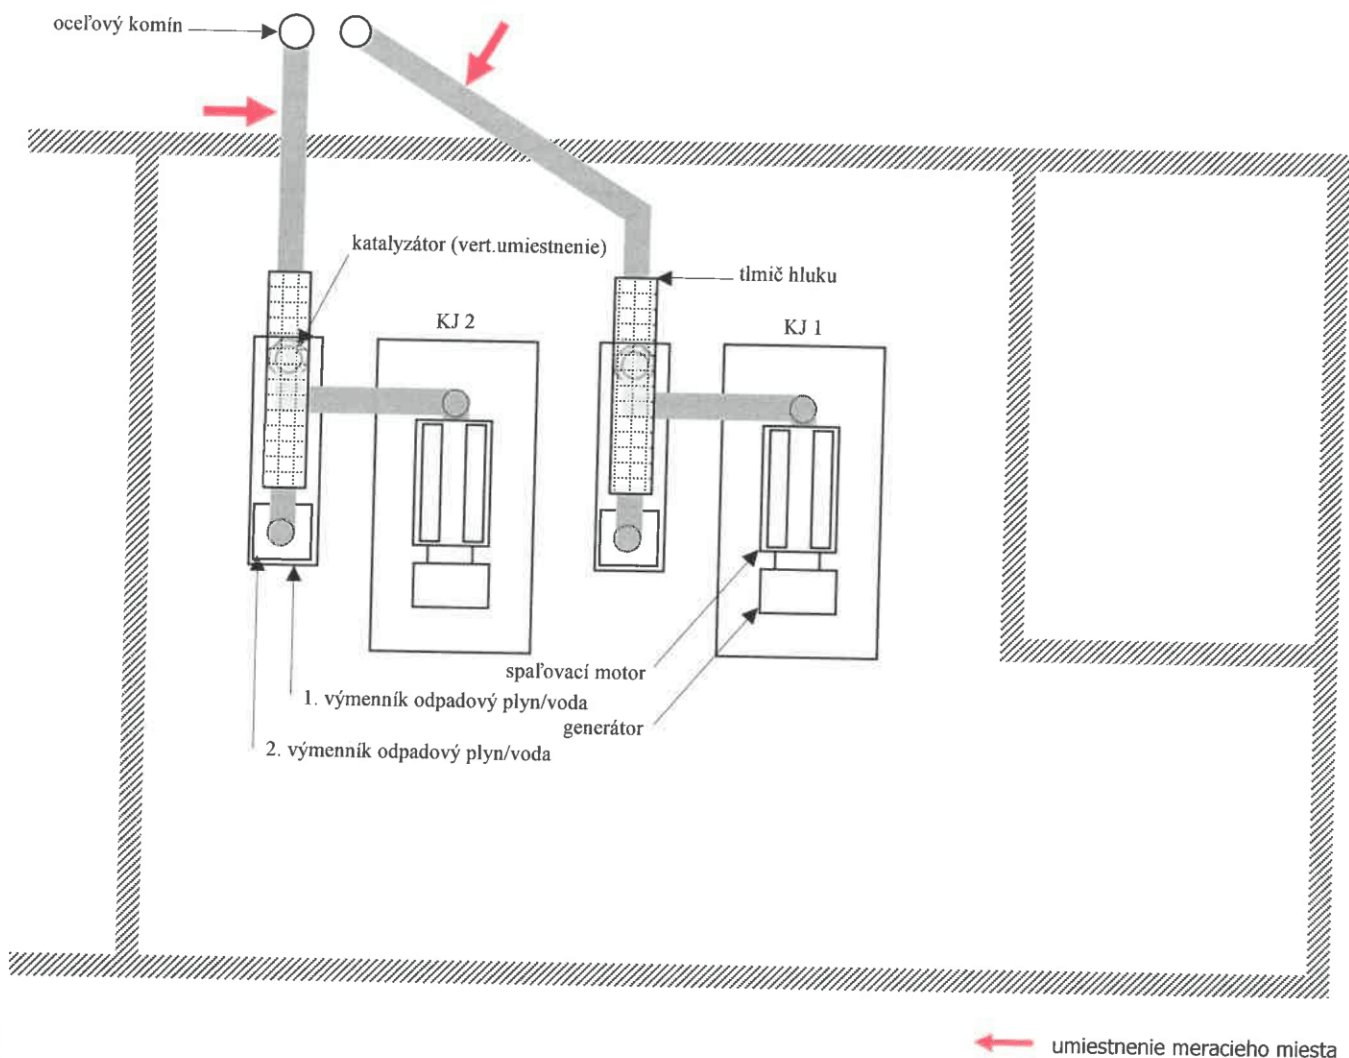 oceľový komín
katalyzátor (vert.umiestnenie)
tlmič hluku
KJ 2
KJ 1
spaľovací motor
1. výmenník odpadový plyn/voda
generátor
2. výmenník odpadový plyn/voda
umiestnenie meracieho miesta